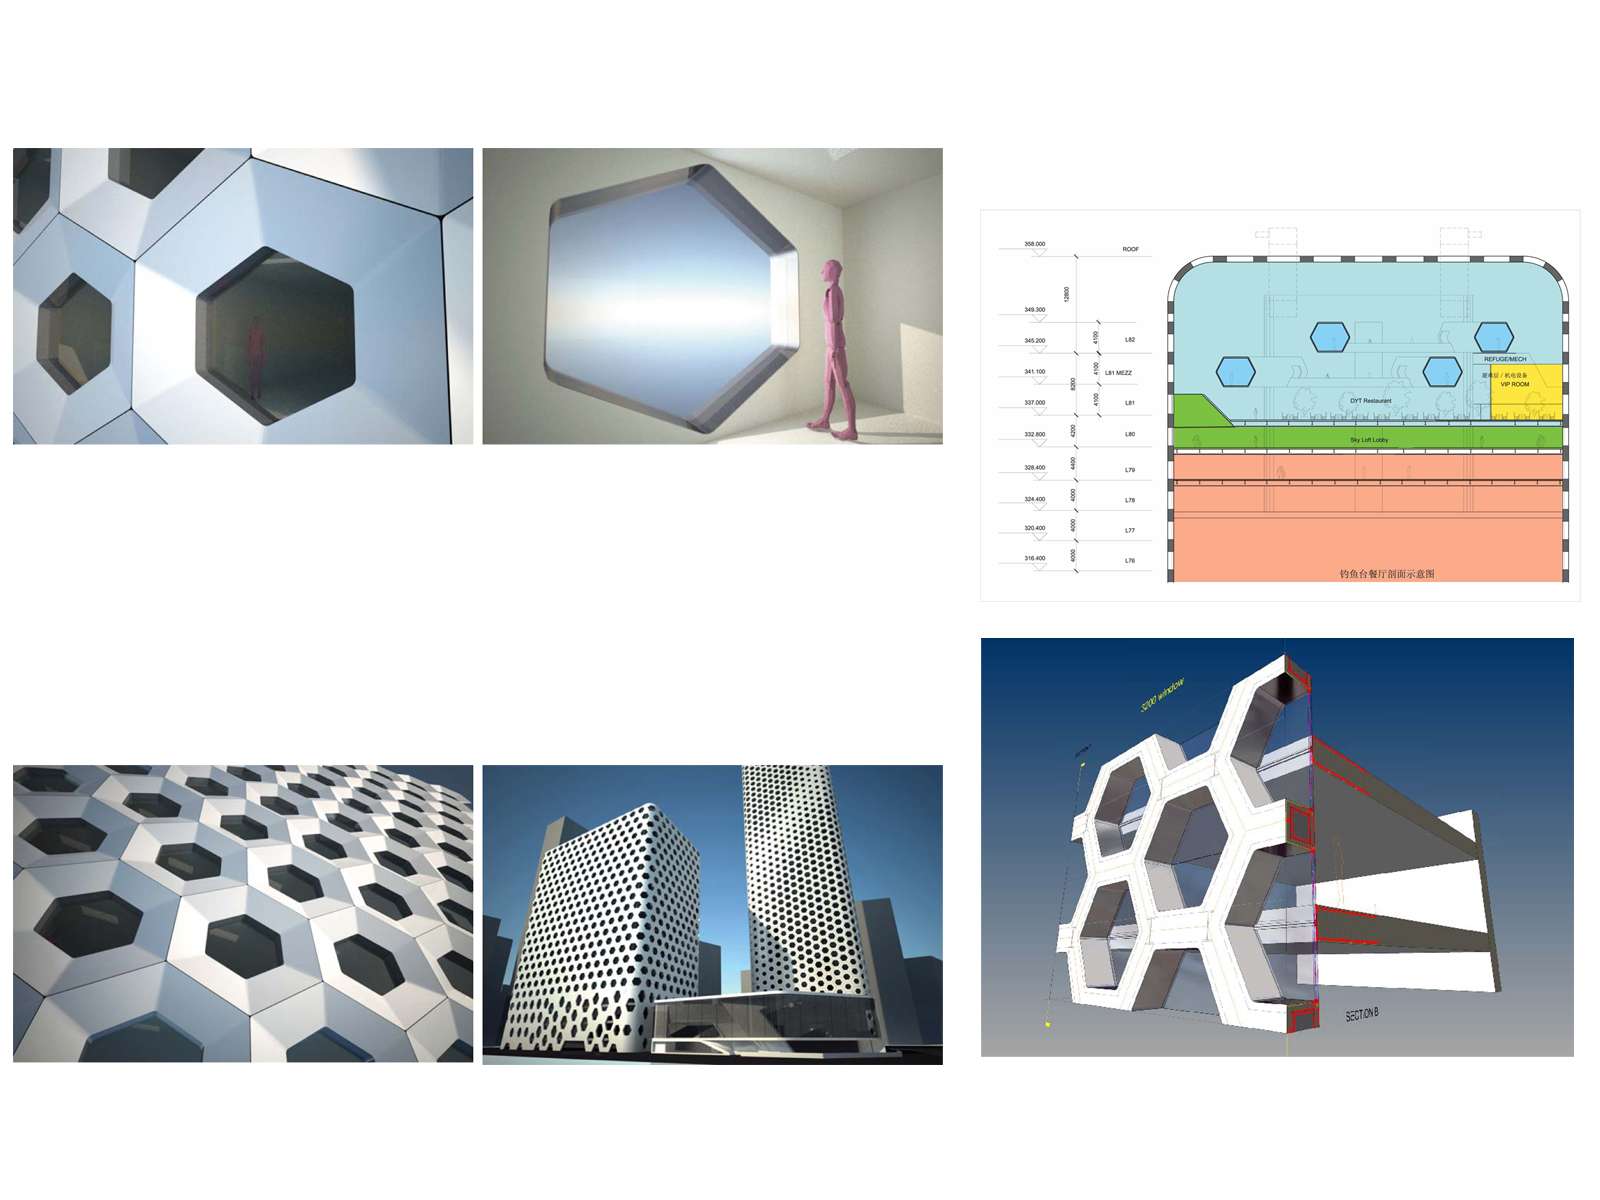 358.000
ROOF
12800
349.300
345.200
4100
L82
REFUGE/MECH
避难层 / 机电设备
341.100
8200
4100
L81 MEZZ
VIP ROOM
337.000
4100
L81
DYT Restaurant
332.800
4200
L80
Sky Loft Lobby
328.400
4400
L79
324.400
4000
L78
320.400
4000
L77
316.400
4000
L76
钓鱼台餐厅剖面示意图
3200 window
SECTION B